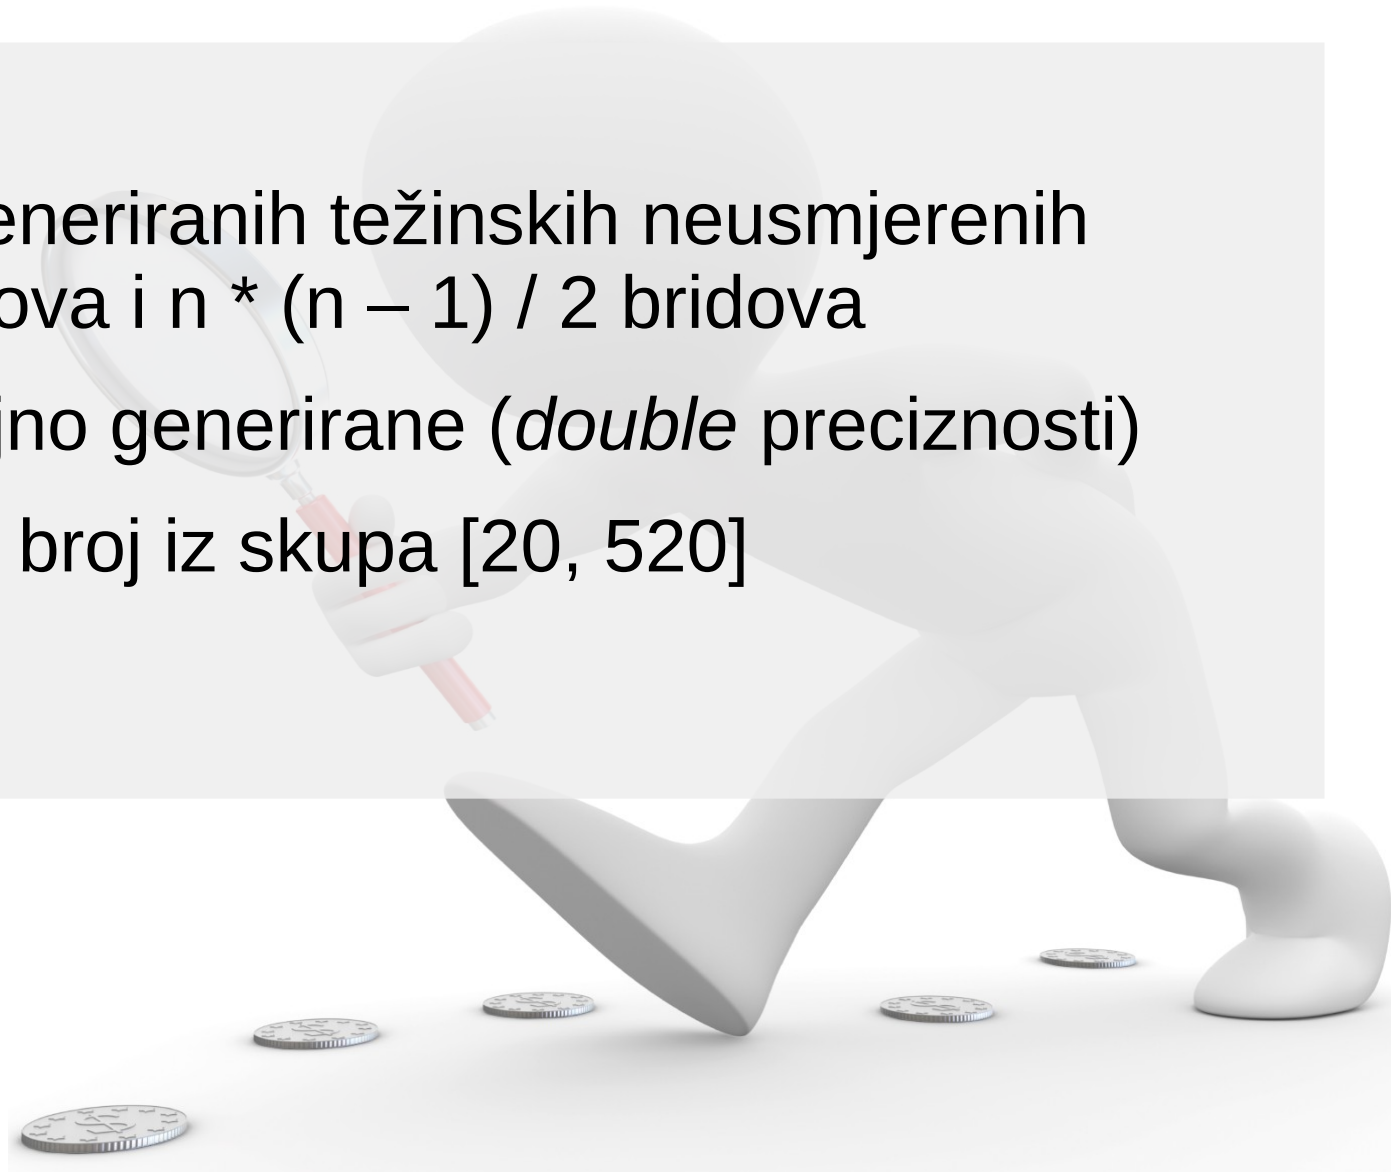 eneriranih težinskih neusmjerenih
ova i n * (n – 1) / 2 bridova
jno generirane (double preciznosti)
broj iz skupa [20, 520]